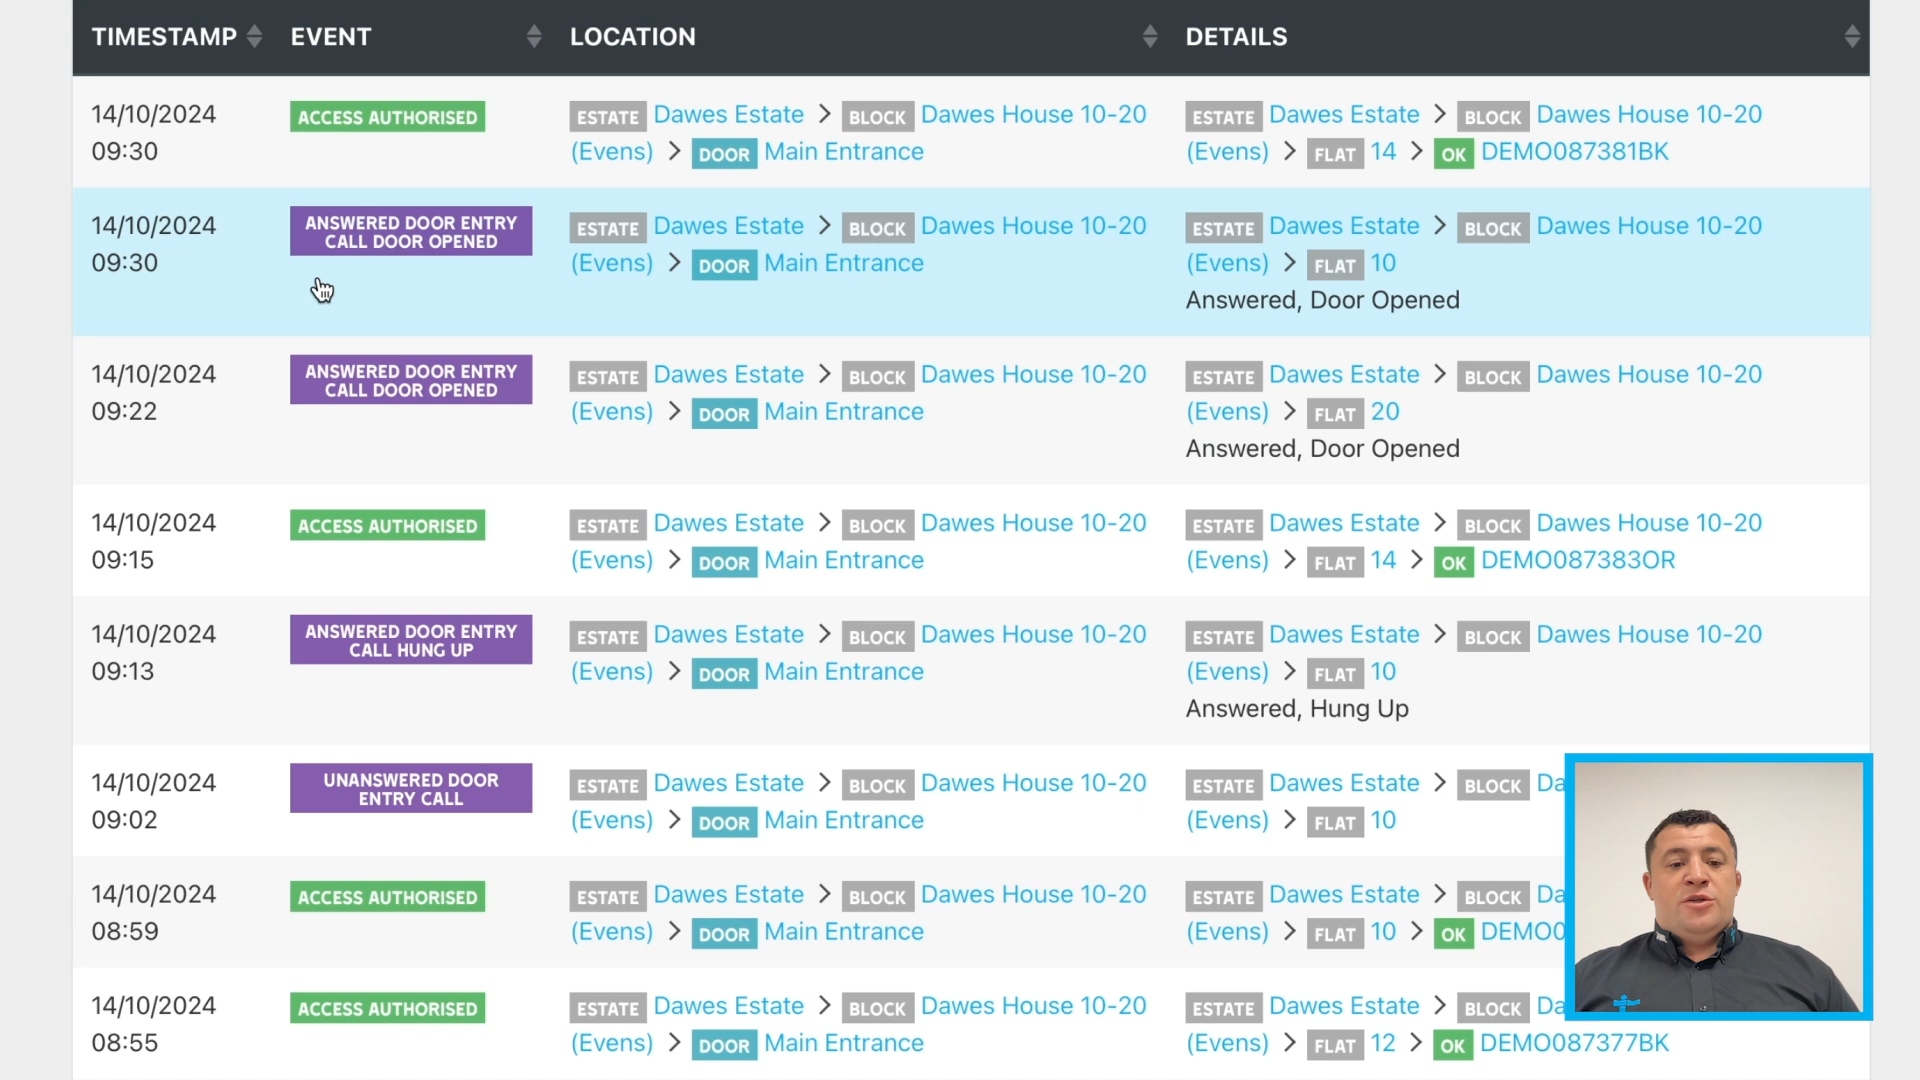 TIMESTAMP EVENT LOCATION DETAILS
14/10/2024 ACCESS AUTHORISED ESTATE Dawes Estate > BLOCK Dawes House 10-20 ESTATE Dawes Estate > BLOCK Dawes House 10-20
09:30 (Evens) > DOOR Main Entrance (Evens) > FLAT 14 > OK DEMO087381BK
14/10/2024 ANSWERED DOOR ENTRY ESTATE Dawes Estate > BLOCK Dawes House 10-20 ESTATE Dawes Estate > BLOCK Dawes House 10-20
09:30 CALL DOOR OPENED (Evens) > DOOR Main Entrance (Evens) > FLAT 10
Answered, Door Opened
14/10/2024 ANSWERED DOOR ENTRY ESTATE Dawes Estate > BLOCK Dawes House 10-20 ESTATE Dawes Estate > BLOCK Dawes House 10-20
09:22 CALL DOOR OPENED (Evens) > DOOR Main Entrance (Evens) > FLAT 20
Answered, Door Opened
14/10/2024 ACCESS AUTHORISED ESTATE Dawes Estate > BLOCK Dawes House 10-20 ESTATE Dawes Estate > BLOCK Dawes House 10-20
09:15 (Evens) > DOOR Main Entrance (Evens) > FLAT 14 > OK DEMO087383OR
14/10/2024 ANSWERED DOOR ENTRY ESTATE Dawes Estate > BLOCK Dawes House 10-20 ESTATE Dawes Estate > BLOCK Dawes House 10-20
09:13 CALL HUNG UP (Evens) > DOOR Main Entrance (Evens) > FLAT 10
Answered, Hung Up
14/10/2024 UNANSWERED DOOR ESTATE Dawes Estate > BLOCK Dawes House 10-20 ESTATE Dawes Estate > BLOCK Da
09:02 ENTRY CALL (Evens) > DOOR Main Entrance (Evens) > FLAT 10
14/10/2024 ACCESS AUTHORISED ESTATE Dawes Estate > BLOCK Dawes House 10-20 ESTATE Dawes Estate > BLOCK Da
08:59 (Evens) > DOOR Main Entrance (Evens) > FLAT 10 > OK DEMO0
14/10/2024 ACCESS AUTHORISED ESTATE Dawes Estate > BLOCK Dawes House 10-20 ESTATE Dawes Estate > BLOCK Da
08:55 (Evens) > DOOR Main Entrance (Evens) > FLAT 12 > OK DEMO087377BK